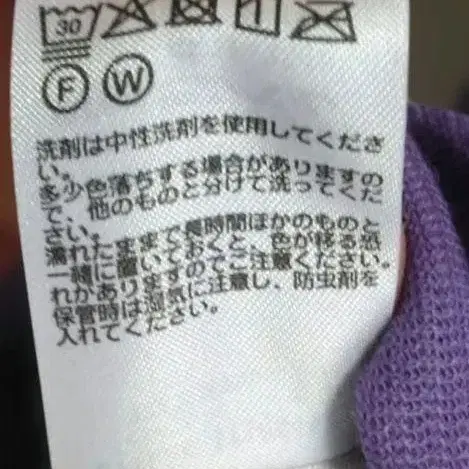 30
F W
洗剤は中性洗剤を使用してくださ
い。
多少色落ちする場合がありますの
で、他のものと分けて洗ってくだ
さい。
濡れたままで長時間ほかのものと
一緒に置いておくと、色が移る恐
れがありますのでご注意ください。
保管時は湿気に注意し、防虫剤を
入れてください。